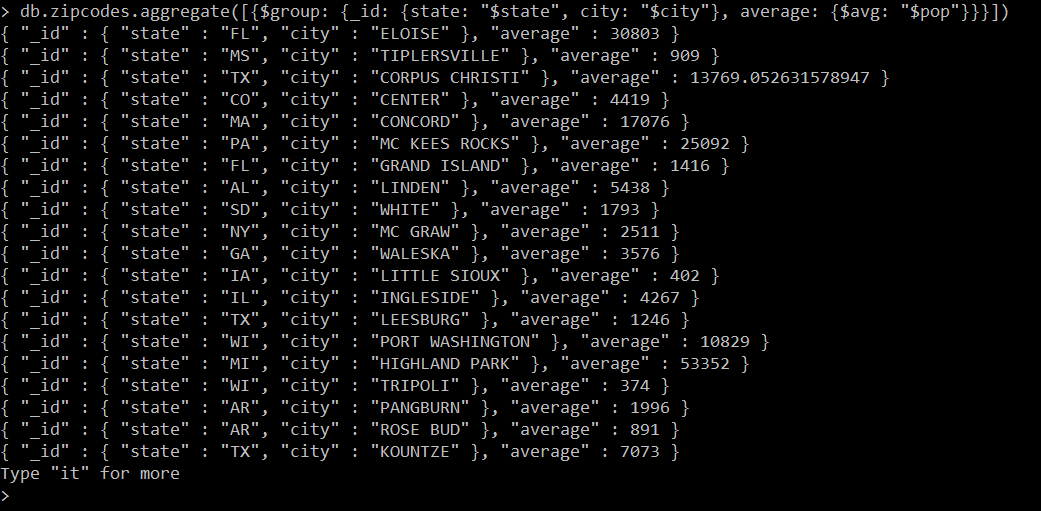 > db.zipcodes.aggregate([{$group: {_id: {state: "$state", city: "$city"}, average: {$avg: "$pop"}}}])
{ "_id" : { "state" : "FL", "city" : "ELOISE" }, "average" : 30803 }
{ "_id" : { "state" : "MS", "city" : "TIPLERSVILLE" }, "average" : 909 }
{ "_id" : { "state" : "TX", "city" : "CORPUS CHRISTI" }, "average" : 13769.052631578947 }
{ "_id" : { "state" : "CO", "city" : "CENTER" }, "average" : 4419 }
{ "_id" : { "state" : "MA", "city" : "CONCORD" }, "average" : 17076 }
{ "_id" : { "state" : "PA", "city" : "MC KEES ROCKS" }, "average" : 25092 }
{ "_id" : { "state" : "FL", "city" : "GRAND ISLAND" }, "average" : 1416 }
{ "_id" : { "state" : "AL", "city" : "LINDEN" }, "average" : 5438 }
{ "_id" : { "state" : "SD", "city" : "WHITE" }, "average" : 1793 }
{ "_id" : { "state" : "NY", "city" : "MC GRAW" }, "average" : 2511 }
{ "_id" : { "state" : "GA", "city" : "WALESKA" }, "average" : 3576 }
{ "_id" : { "state" : "IA", "city" : "LITTLE SIOUX" }, "average" : 402 }
{ "_id" : { "state" : "IL", "city" : "INGLESIDE" }, "average" : 4267 }
{ "_id" : { "state" : "TX", "city" : "LEESBURG" }, "average" : 1246 }
{ "_id" : { "state" : "WI", "city" : "PORT WASHINGTON" }, "average" : 10829 }
{ "_id" : { "state" : "MI", "city" : "HIGHLAND PARK" }, "average" : 53352 }
{ "_id" : { "state" : "WI", "city" : "TRIPOLI" }, "average" : 374 }
{ "_id" : { "state" : "AR", "city" : "PANGBURN" }, "average" : 1996 }
{ "_id" : { "state" : "AR", "city" : "ROSE BUD" }, "average" : 891 }
{ "_id" : { "state" : "TX", "city" : "KOUNTZE" }, "average" : 7073 }
Type "it" for more
>